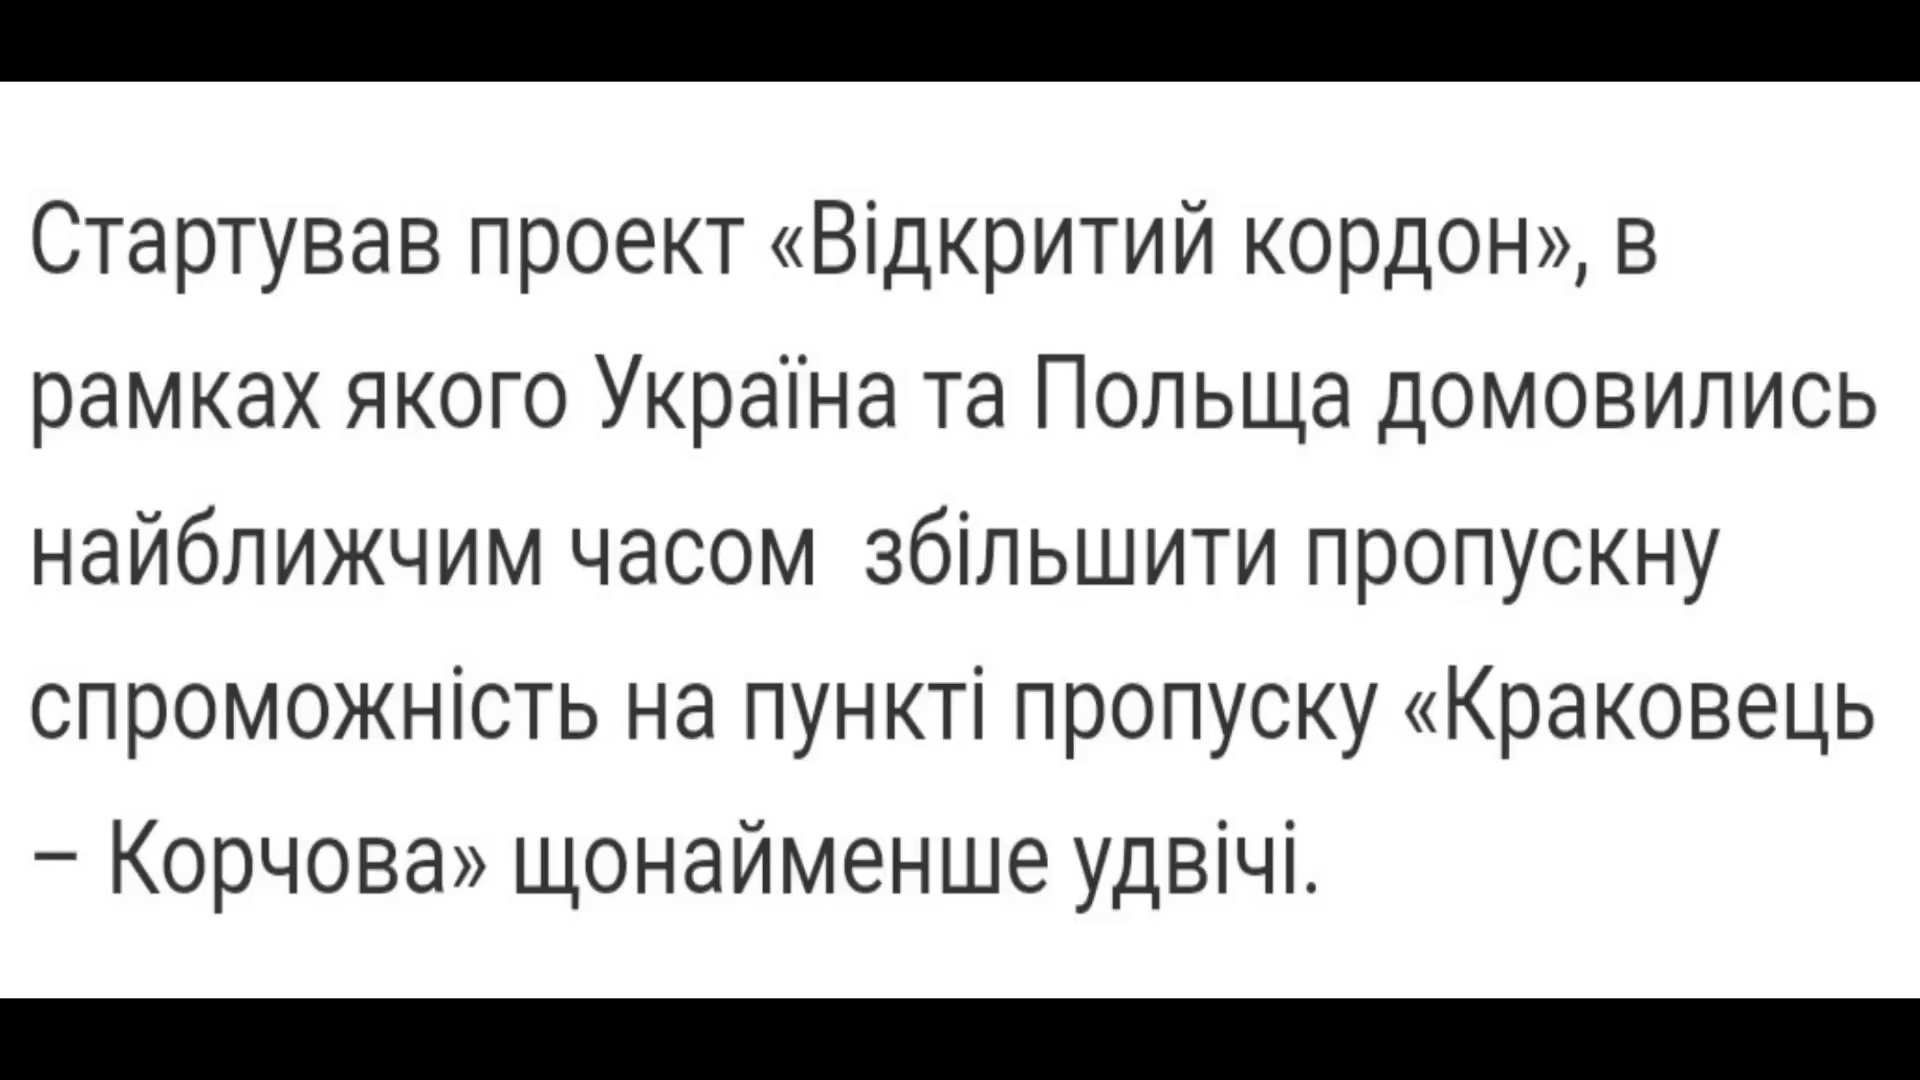 Стартував проект «Відкритий кордон», в
рамках якого Україна та Польща домовились
найближчим часом  збільшити пропускну
спроможність на пункті пропуску «Краковець
– Корчова» щонайменше удвічі.